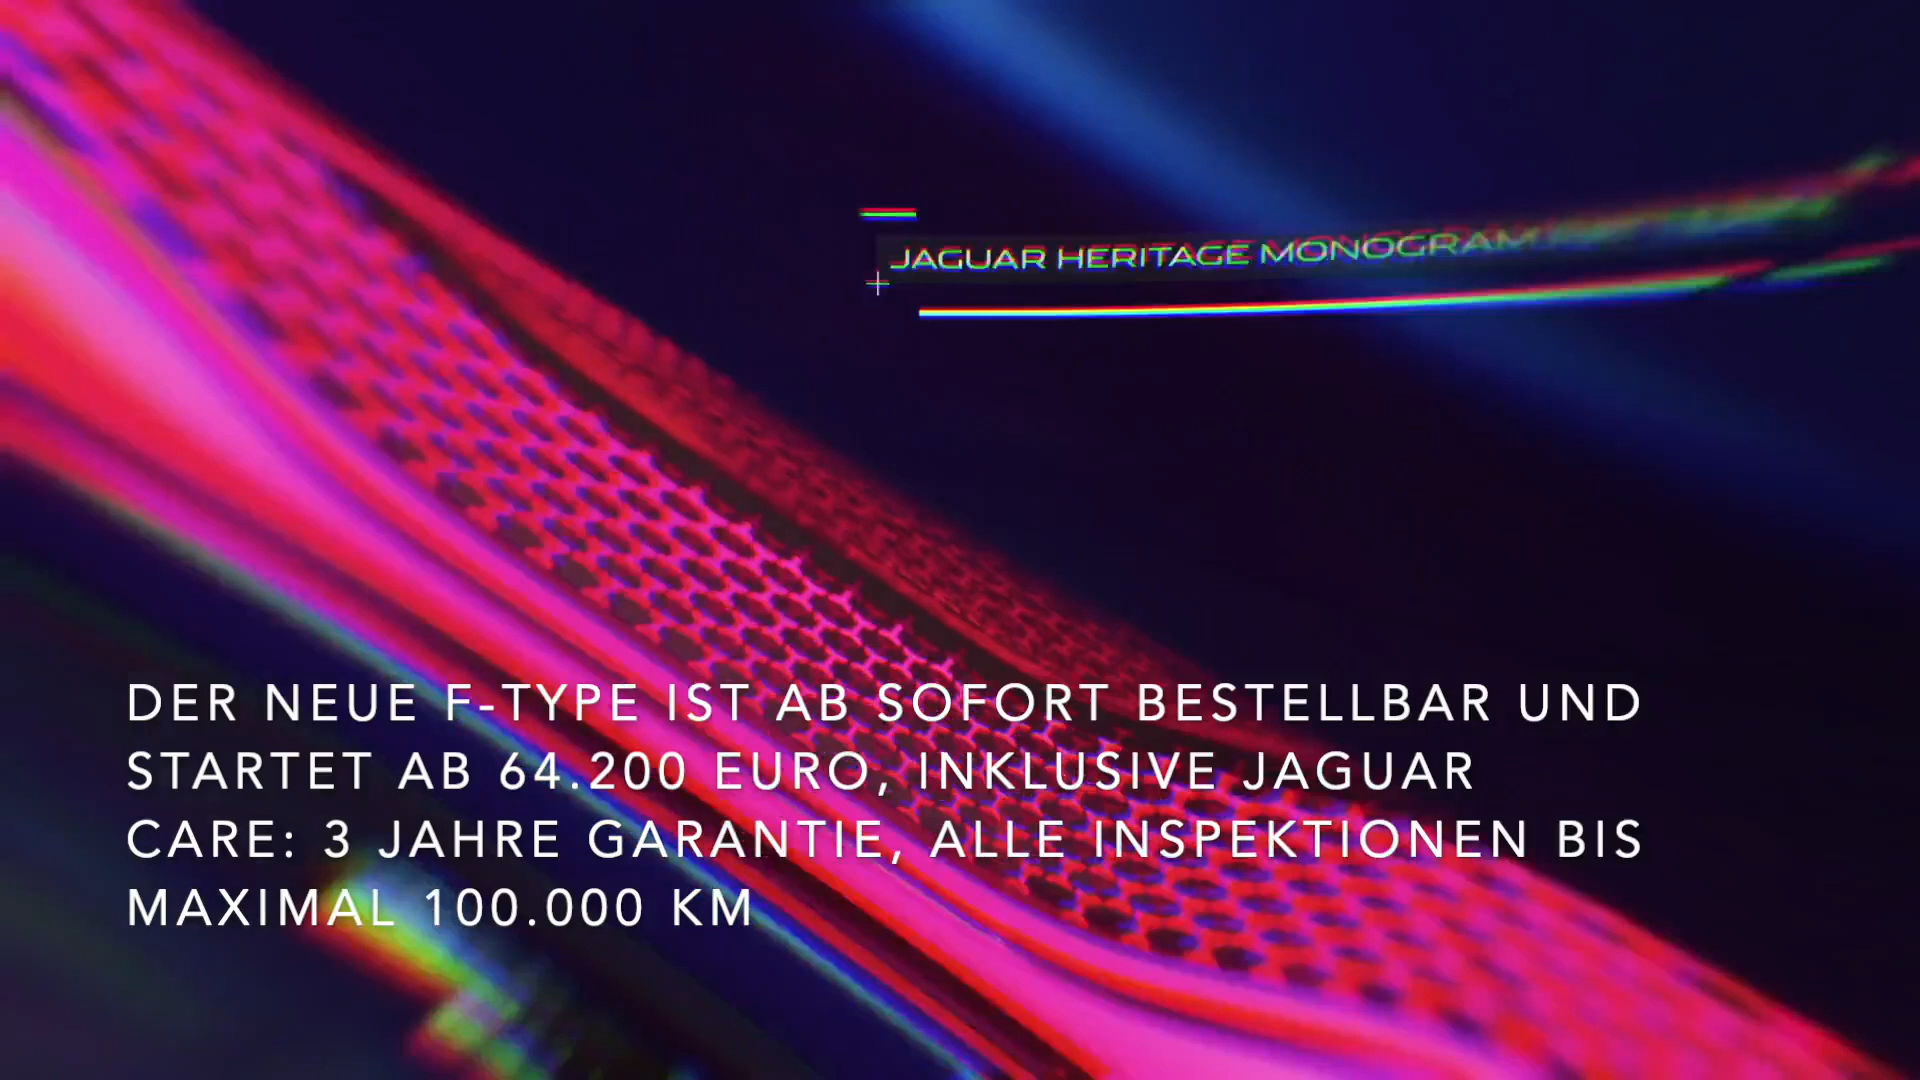 JAGUAR HERITAGE MONOGRAM
DER NEUE F-TYPE IST AB SOFORT BESTELLBAR UND
STARTET AB 64.200 EURO, INKLUSIVE JAGUAR
CARE: 3 JAHRE GARANTIE, ALLE INSPEKTIONEN BIS
MAXIMAL 100.000 KM